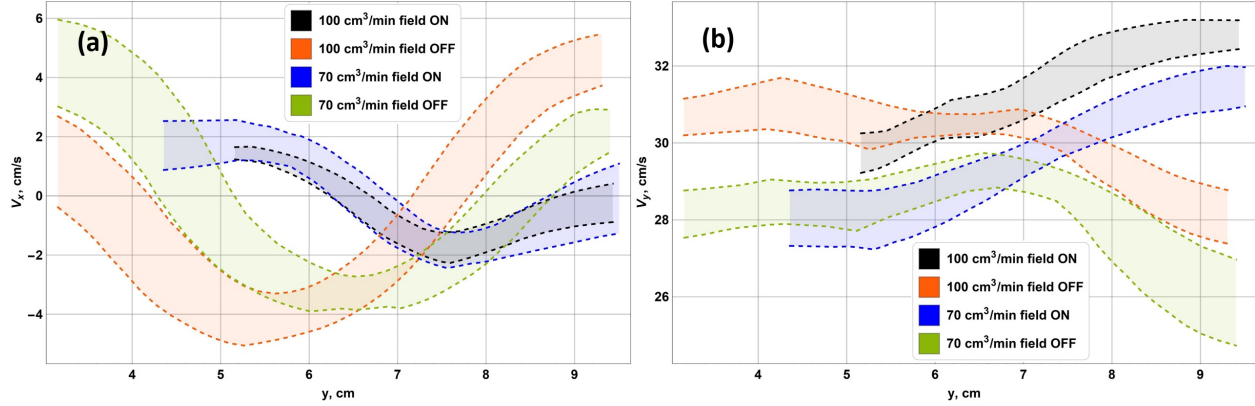 (a)
100 cm³/min field ON
100 cm³/min field OFF
70 cm³/min field ON
70 cm³/min field OFF
Vₓ, cm/s
6
4
2
0
−2
−4
4
5
6
7
8
9
y, cm
(b)
100 cm³/min field ON
100 cm³/min field OFF
70 cm³/min field ON
70 cm³/min field OFF
V_y, cm/s
32
30
28
26
4
5
6
7
8
9
y, cm